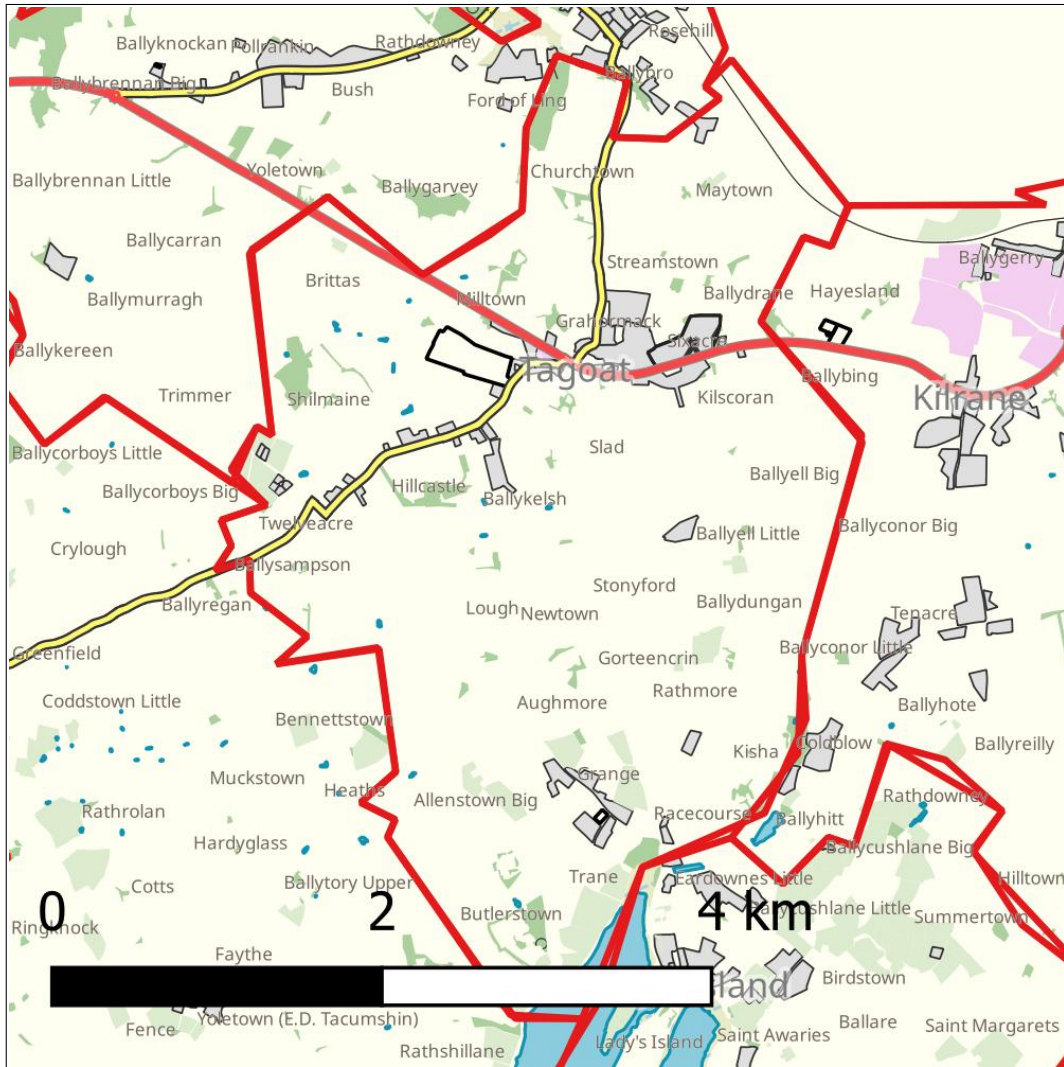 Rosehill
Ballyknockan
Pollrankin
Rathdowney
Ballybro
Ballybrennan Big
Bush
Ford of Ling
Yoletown
Churchtown
Ballybrennan Little
Ballygarvey
Maytown
Ballycarran
Streamstown
Ballygerry
Brittas
Ballymurragh
Milltown
Ballydrane
Hayesland
Grahormack
Ballykereen
Sixacre
Tagoat
Ballybing
Trimmer
Shilmaine
Kilscoran
Kilrane
Ballycorboys Little
Slad
Ballyell Big
Ballycorboys Big
Hillcastle
Ballykelsh
Twelveacre
Ballyconor Big
Crylough
Ballyell Little
Ballysampson
Stonyford
Ballyregan
Lough
Newtown
Ballydungan
Tenacre
Greenfield
Gorteencrin
Ballyconor Little
Coddstown Little
Aughmore
Rathmore
Ballyhote
Bennettstown
Kisha
Coldblow
Ballyreilly
Muckstown
Heaths
Allenstown Big
Grange
Rathdowney
Rathrolan
Racecourse
Ballyhitt
Hardyglass
Ballycushlane Big
Cotts
Ballytory Upper
Trane
Eardownes Little
Hilltown
0
2
4 km
Ringknock
Butlerstown
Ballycushlane Little
Summertown
Faythe
Island
Birdstown
Fence
Yoletown (E.D. Tacumshin)
Rathshillane
Lady's Island
Saint Awaries
Ballare
Saint Margarets